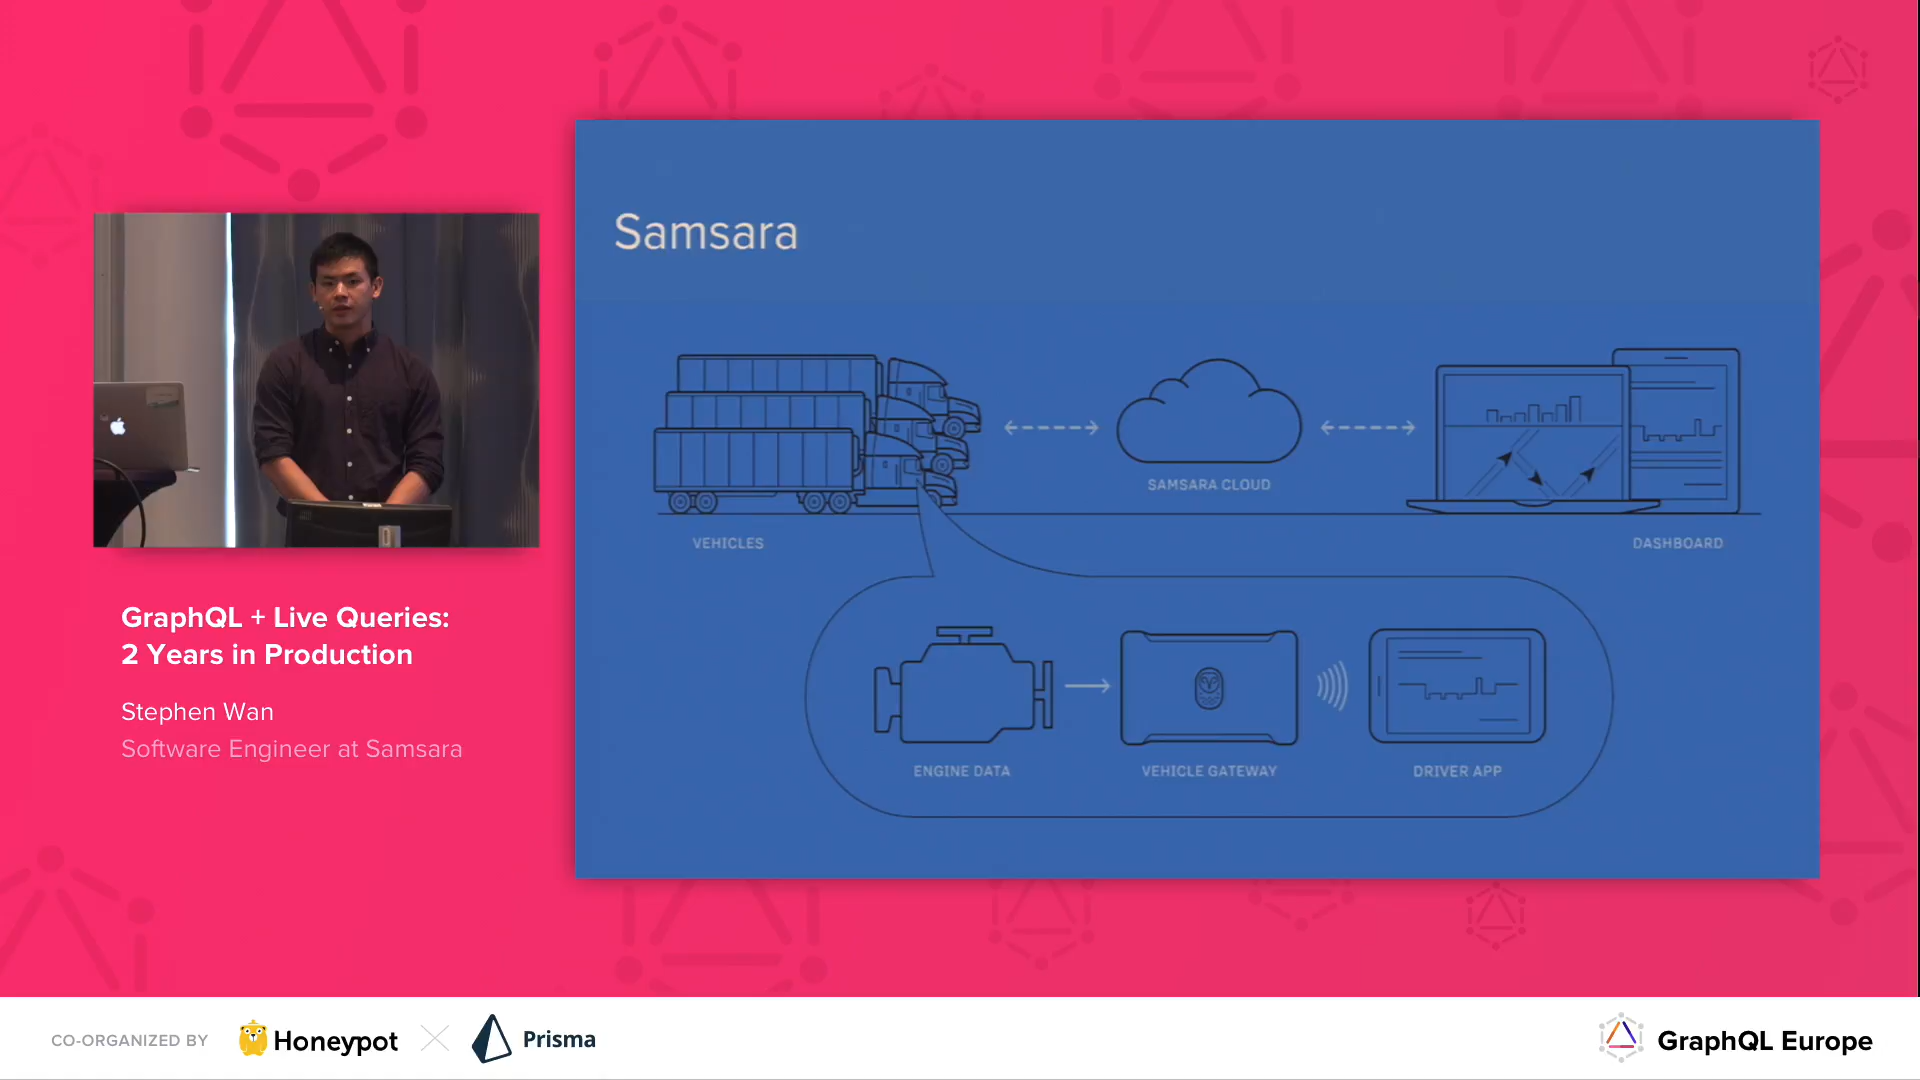 Samsara
SAMSARA CLOUD
VEHICLES
DASHBOARD
ENGINE DATA
VEHICLE GATEWAY
DRIVER APP
GraphQL + Live Queries:
2 Years in Production
Stephen Wan
Software Engineer at Samsara
CO-ORGANIZED BY
Honeypot
Prisma
GraphQL Europe